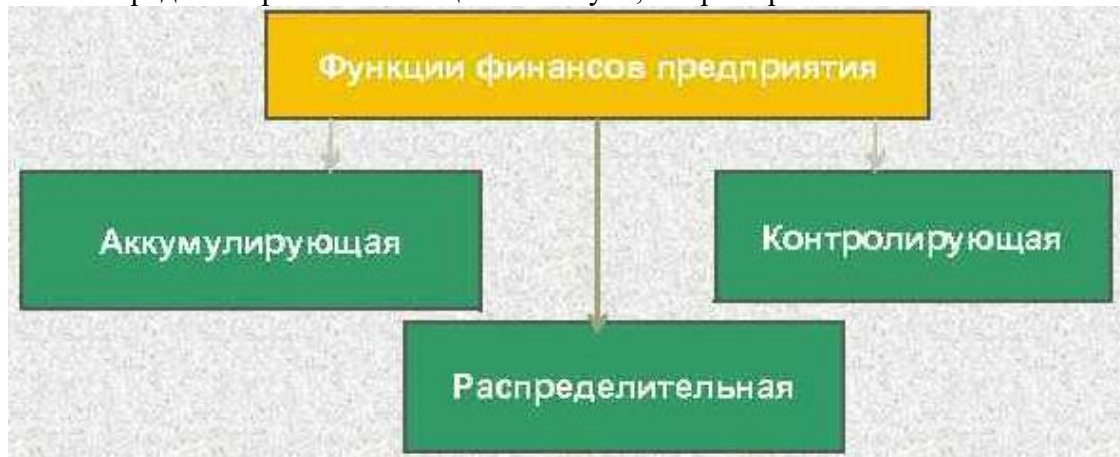 Функции финансов предприятия
Аккумулирующая
Контролирующая
Распределительная